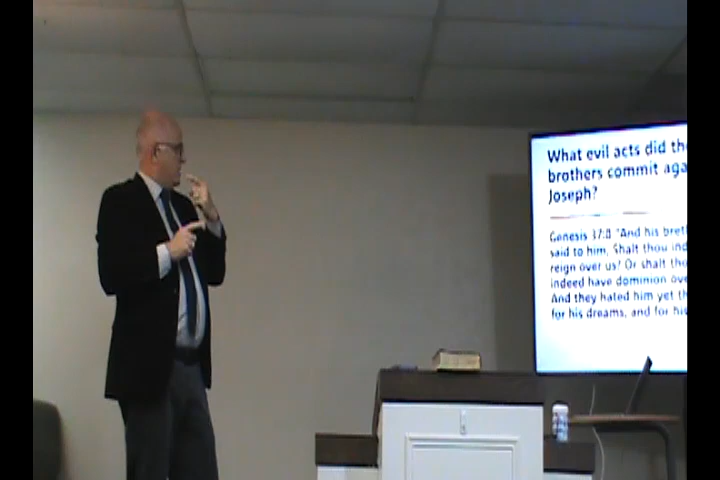 What evil acts did th
brothers commit aga
Joseph?
Genesis 37:8 "And his bret
said to him, Shalt thou ind
reign over us? Or shalt tho
indeed have dominion ove
And they hated him yet th
for his dreams, and for his